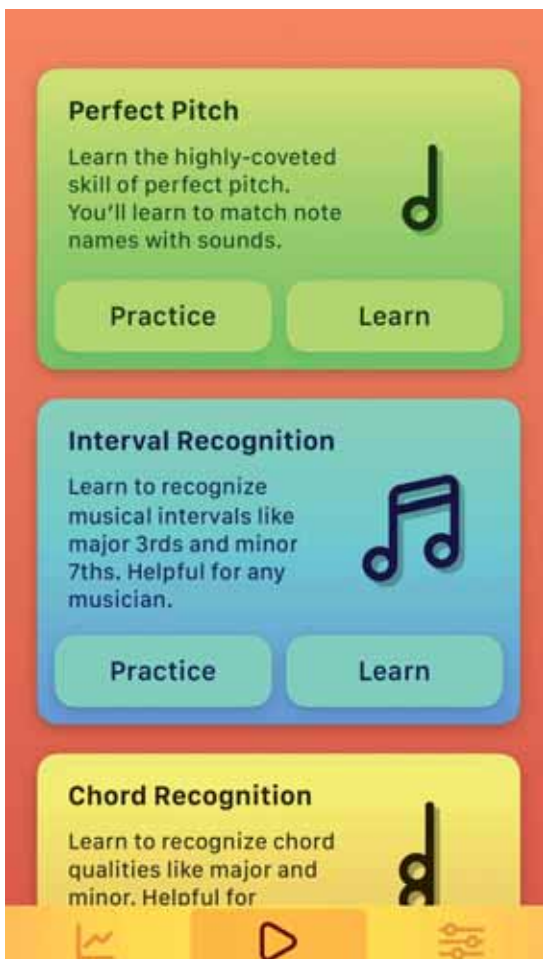 Perfect Pitch
Learn the highly-coveted
skill of perfect pitch.
You'll learn to match note
names with sounds.
Practice Learn
Interval Recognition
Learn to recognize
musical intervals like
major 3rds and minor
7ths. Helpful for any
musician.
Practice Learn
Chord Recognition
Learn to recognize chord
qualities like major and
minor. Helpful for